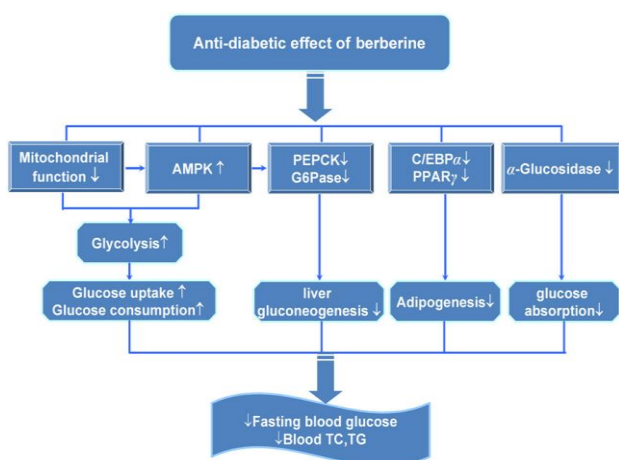 Anti-diabetic effect of berberine
Mitochondrial
function ↓
AMPK ↑
PEPCK↓
G6Pase↓
C/EBPα↓
PPARγ ↓
α-Glucosidase ↓
Glycolysis↑
Glucose uptake ↑
Glucose consumption↑
liver
gluconeogenesis ↓
Adipogenesis↓
glucose
absorption↓
↓Fasting blood glucose
↓Blood TC,TG